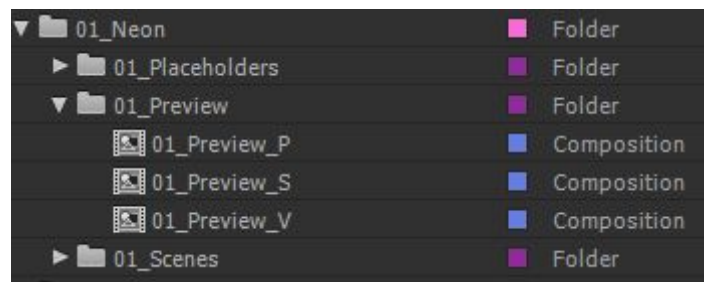 01_Neon Folder
01_Placeholders Folder
01_Preview Folder
01_Preview_P Composition
01_Preview_S Composition
01_Preview_V Composition
01_Scenes Folder